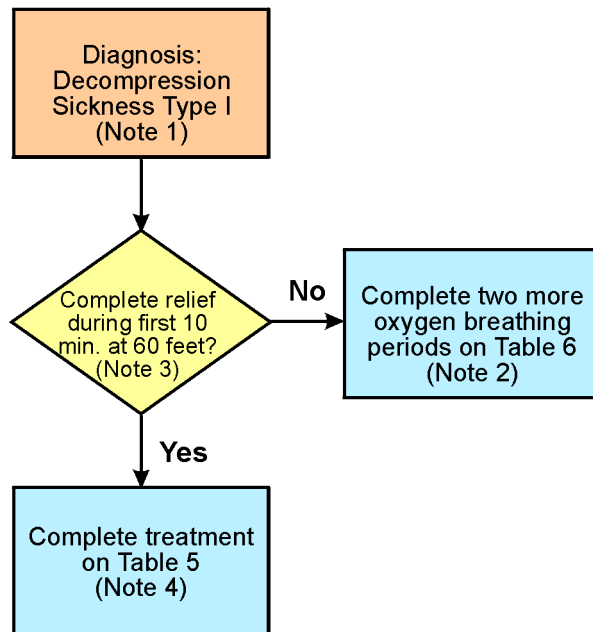 Diagnosis:
Decompression
Sickness Type I
(Note 1)
Complete relief
during first 10
min. at 60 feet?
(Note 3)
No
Complete two more
oxygen breathing
periods on Table 6
(Note 2)
Yes
Complete treatment
on Table 5
(Note 4)